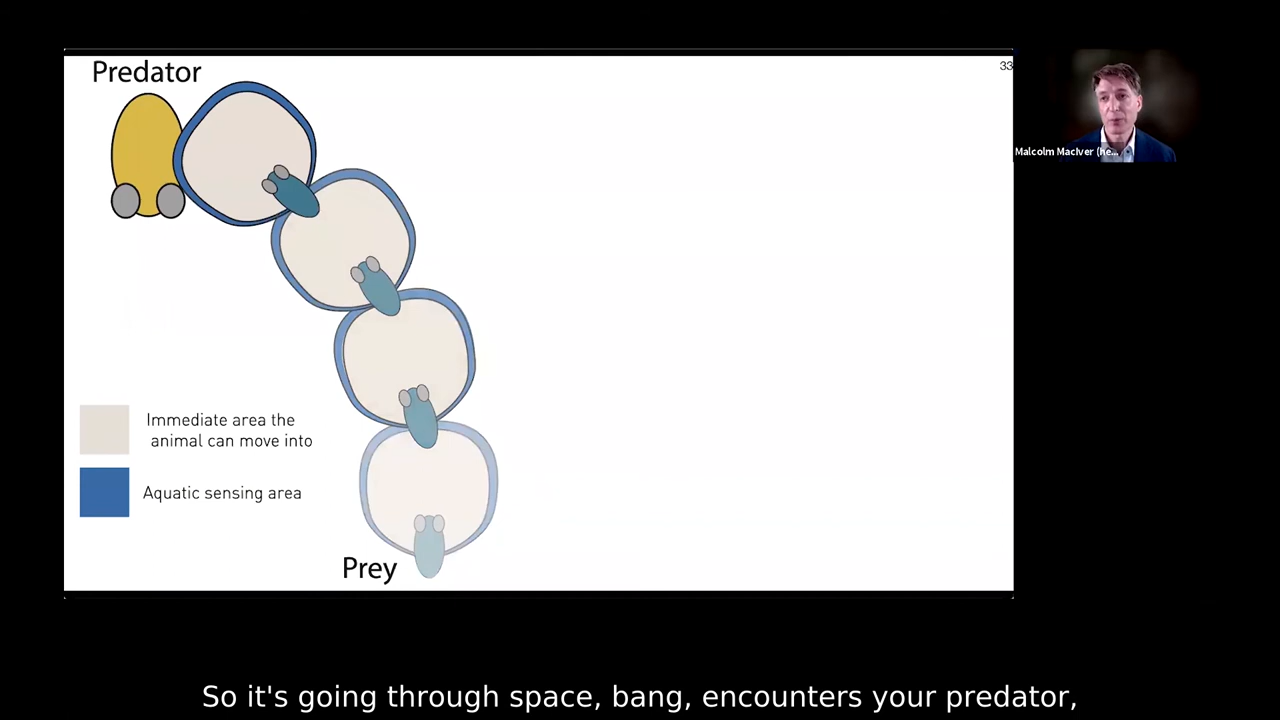 Predator
33
Malcolm MacIver (he...
Immediate area the
animal can move into
Aquatic sensing area
Prey
So it's going through space, bang, encounters your predator,